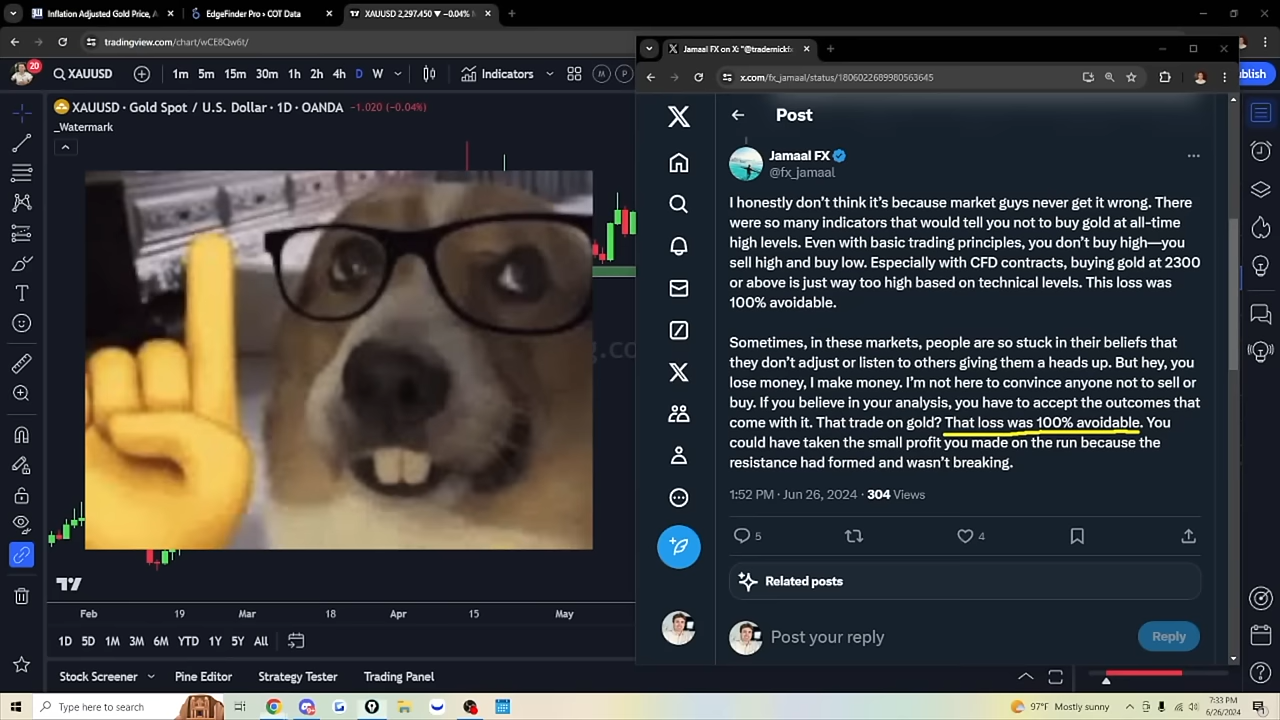 Inflation Adjusted Gold Price, A
EdgeFinder Pro › COT Data
XAUUSD 2,297.450 ▼ −0.04%
tradingview.com/chart/wCE8Qw6t/
20
XAUUSD
1m 5m 15m 30m 1h 2h 4h D W
Indicators
M P
XAUUSD · Gold Spot / U.S. Dollar · 1D · OANDA −1.020 (−0.04%)
_Watermark
Jamaal FX on X: "@trademickfx
x.com/fx_jamaal/status/1806022689980563645
blish
Post
Jamaal FX
@fx_jamaal
I honestly don't think it's because market guys never get it wrong. There
were so many indicators that would tell you not to buy gold at all-time
high levels. Even with basic trading principles, you don't buy high—you
sell high and buy low. Especially with CFD contracts, buying gold at 2300
or above is just way too high based on technical levels. This loss was
100% avoidable.
Sometimes, in these markets, people are so stuck in their beliefs that
they don't adjust or listen to others giving them a heads up. But hey, you
lose money, I make money. I'm not here to convince anyone not to sell or
buy. If you believe in your analysis, you have to accept the outcomes that
come with it. That trade on gold? That loss was 100% avoidable. You
could have taken the small profit you made on the run because the
resistance had formed and wasn't breaking.
1:52 PM · Jun 26, 2024 · 304 Views
5
4
Related posts
Post your reply
Reply
Feb 19 Mar 18 Apr 15 May
1D 5D 1M 3M 6M YTD 1Y 5Y All
Stock Screener
Pine Editor
Strategy Tester
Trading Panel
Type here to search
97°F Mostly sunny
7:33 PM
6/26/2024